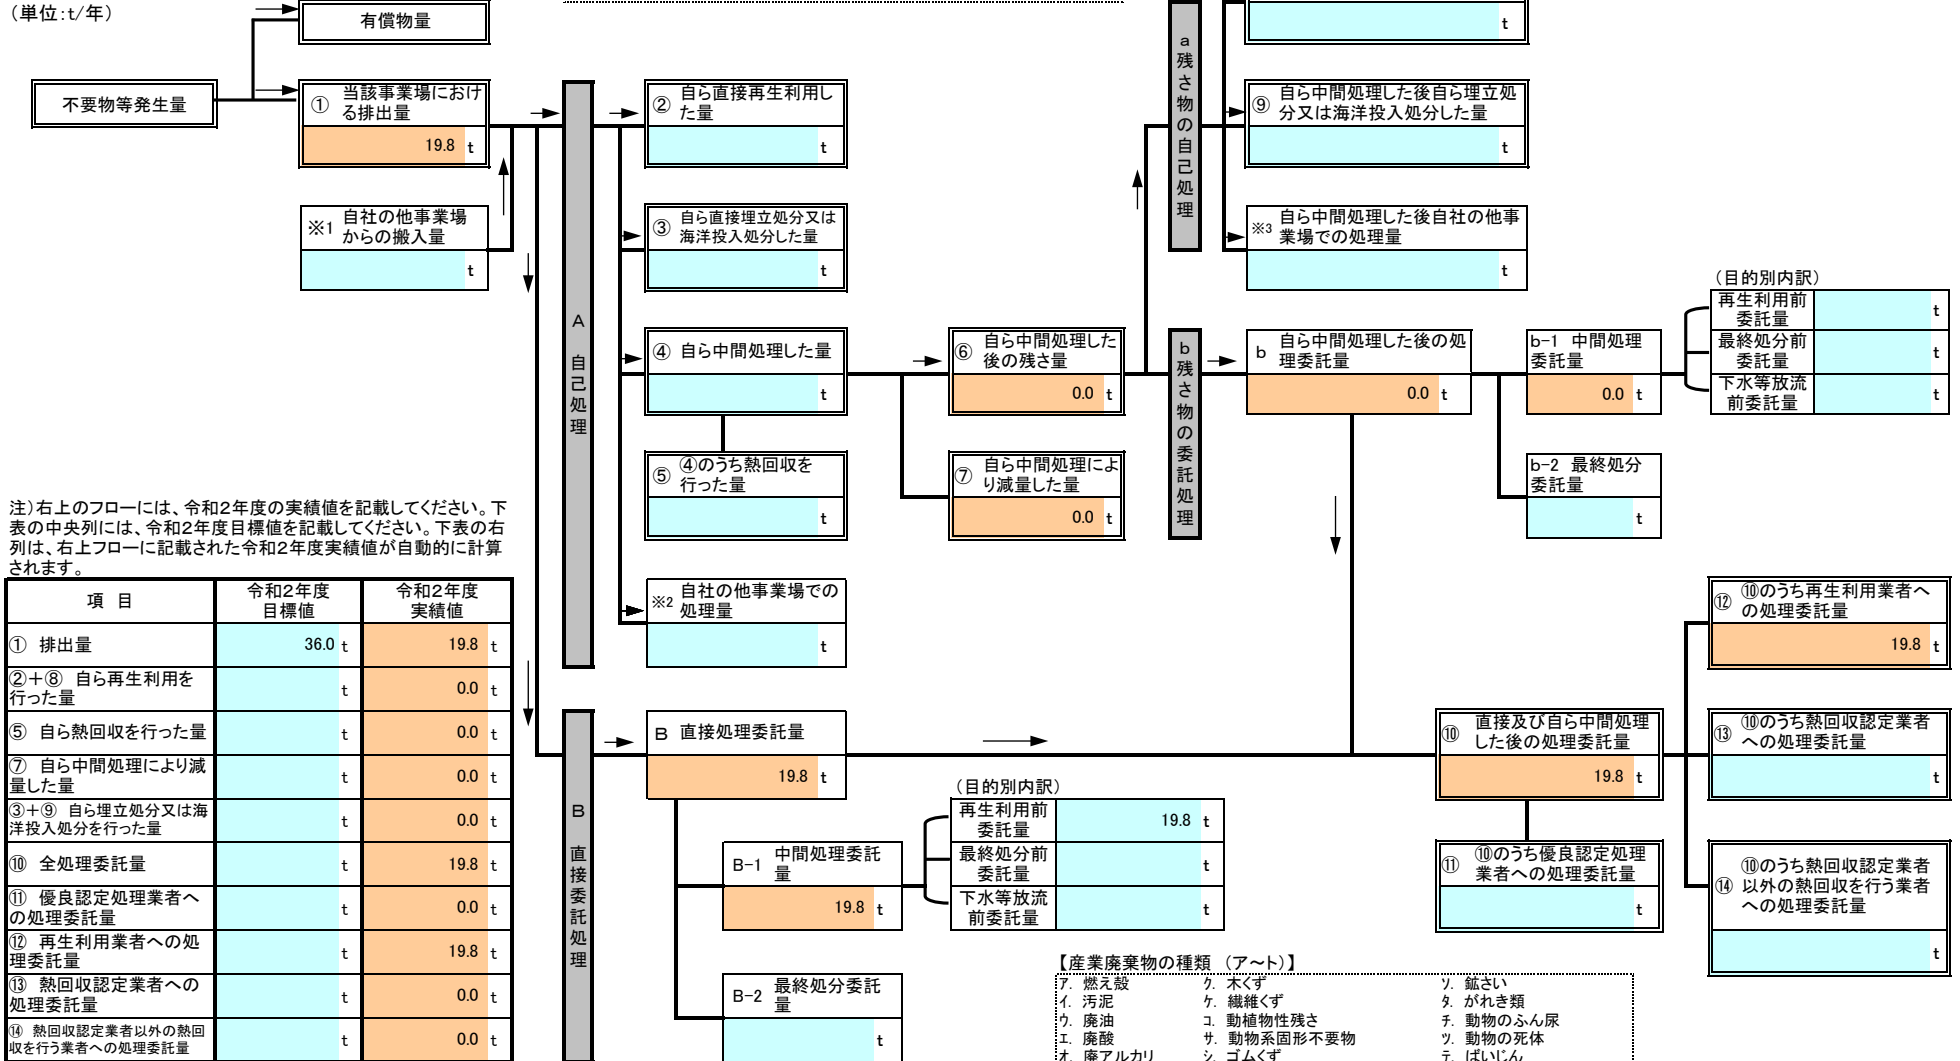 （単位：t/年）
有償物量
t
不要物等発生量
① 当該事業場におけ
る排出量
19.8 t
※1 自社の他事業場
からの搬入量
t
A 自己処理
② 自ら直接再生利用し
た量
t
③ 自ら直接埋立処分又は
海洋投入処分した量
t
④ 自ら中間処理した量
t
⑤ ④のうち熱回収を
行った量
t
※2 自社の他事業場での
処理量
t
⑥ 自ら中間処理した
後の残さ量
0.0 t
⑦ 自ら中間処理によ
り減量した量
0.0 t
a残さ物の自己処理
⑨ 自ら中間処理した後自ら埋立処
分又は海洋投入処分した量
t
※3 自ら中間処理した後自社の他事
業場での処理量
t
b残さ物の委託処理
b 自ら中間処理した後の処
理委託量
0.0 t
b-1 中間処理
委託量
0.0 t
b-2 最終処分
委託量
t
（目的別内訳）
再生利用前
委託量 t
最終処分前
委託量 t
下水等放流
前委託量 t
注）右上のフローには、令和２年度の実績値を記載してください。下
表の中央列には、令和２年度目標値を記載してください。下表の右
列は、右上フローに記載された令和２年度実績値が自動的に計算
されます。
項 目 令和２年度
目標値 令和２年度
実績値
① 排出量 36.0 t 19.8 t
②＋⑧ 自ら再生利用を
行った量 t 0.0 t
⑤ 自ら熱回収を行った量 t 0.0 t
⑦ 自ら中間処理により減
量した量 t 0.0 t
③＋⑨ 自ら埋立処分又は海
洋投入処分を行った量 t 0.0 t
⑩ 全処理委託量 t 19.8 t
⑪ 優良認定処理業者へ
の処理委託量 t 0.0 t
⑫ 再生利用業者への処
理委託量 t 19.8 t
⑬ 熱回収認定業者への
処理委託量 t 0.0 t
⑭ 熱回収認定業者以外の熱回
収を行う業者への処理委託量 t 0.0 t
B 直接委託処理
B 直接処理委託量
19.8 t
B-1 中間処理委託
量
19.8 t
B-2 最終処分委託
量
t
（目的別内訳）
再生利用前
委託量 19.8 t
最終処分前
委託量 t
下水等放流
前委託量 t
⑩ 直接及び自ら中間処理
した後の処理委託量
19.8 t
⑪ ⑩のうち優良認定処理
業者への処理委託量
t
⑫ ⑩のうち再生利用業者へ
の処理委託量
19.8 t
⑬ ⑩のうち熱回収認定業者
への処理委託量
t
⑭ ⑩のうち熱回収認定業者
以外の熱回収を行う業者
への処理委託量
t
【産業廃棄物の種類 （ア～ト）】
ｱ. 燃え殻 ｸ. 木くず ｿ. 鉱さい
ｲ. 汚泥 ｹ. 繊維くず ﾀ. がれき類
ｳ. 廃油 ｺ. 動植物性残さ ﾁ. 動物のふん尿
ｴ. 廃酸 ｻ. 動物系固形不要物 ﾂ. 動物の死体
ｵ. 廃アルカリ ｼ. ゴムくず ﾃ. ばいじん